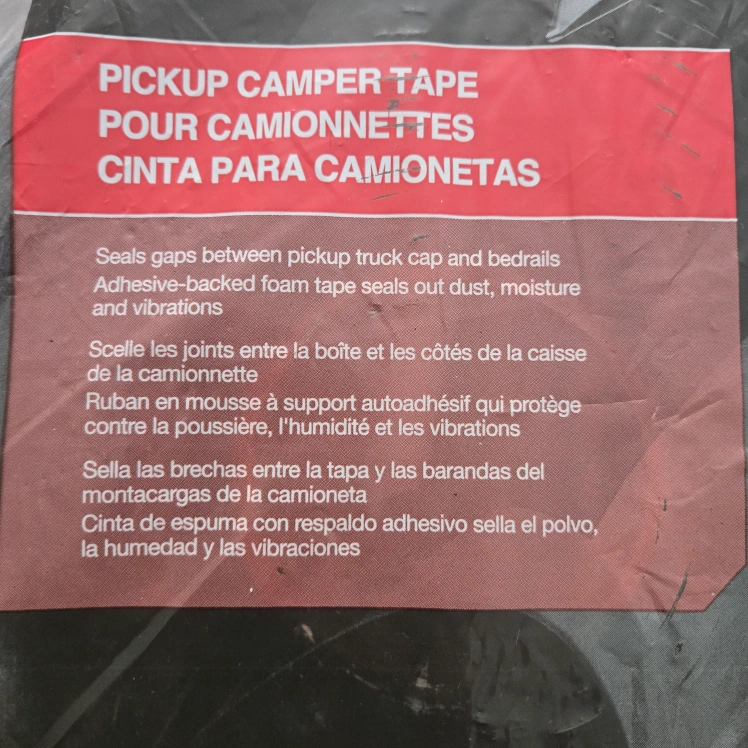 PICKUP CAMPER TAPE
POUR CAMIONNETTES
CINTA PARA CAMIONETAS
Seals gaps between pickup truck cap and bedrails
Adhesive-backed foam tape seals out dust, moisture
and vibrations
Scelle les joints entre la boîte et les côtés de la caisse
de la camionnette
Ruban en mousse à support autoadhésif qui protège
contre la poussière, l'humidité et les vibrations
Sella las brechas entre la tapa y las barandas del
montacargas de la camioneta
Cinta de espuma con respaldo adhesivo sella el polvo,
la humedad y las vibraciones